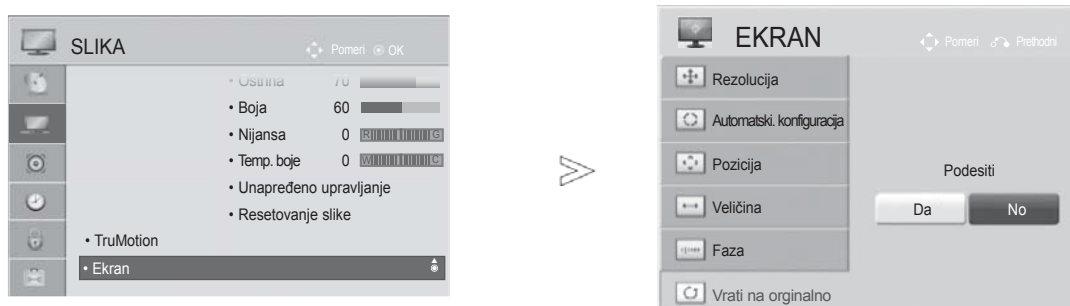 SLIKA
Pomeri OK
• Oštrina 70
• Boja 60
• Nijansa 0 R G
• Temp. boje 0 W C
• Unapređeno upravljanje
• Resetovanje slike
• TruMotion
• Ekran
EKRAN
Pomeri Prethodni
Rezolucija
Automatski. konfiguracija
Pozicija
Veličina
Faza
Vrati na orginalno
Podesiti
Da No